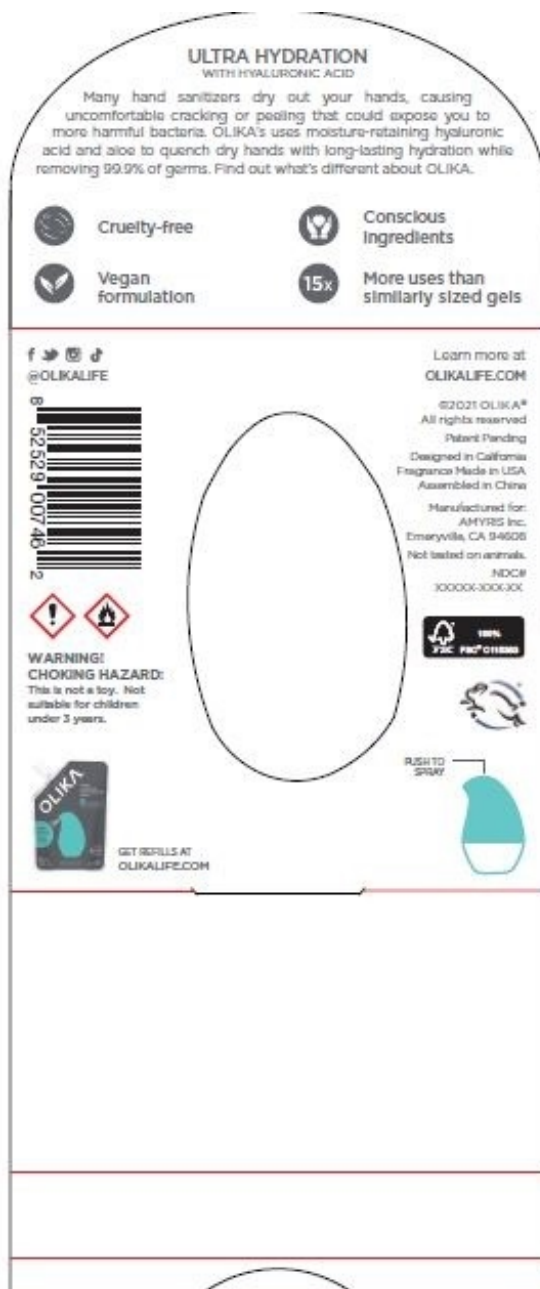 ULTRA HYDRATION
WITH HYALURONIC ACID
Many hand sanitizers dry out your hands, causing
uncomfortable cracking or peeling that could expose you to
more harmful bacteria. OLIKA's uses moisture-retaining hyaluronic
acid and aloe to quench dry hands with long-lasting hydration while
removing 99.9% of germs. Find out what's different about OLIKA.
Cruelty-free
Conscious
Ingredients
Vegan
formulation
15x
More uses than
similarly sized gels
@OLIKALIFE
8 52529 00746 2
WARNING!
CHOKING HAZARD:
This is not a toy. Not
suitable for children
under 3 years.
OLIKA
GET REFILLS AT
OLIKALIFE.COM
Learn more at
OLIKALIFE.COM
©2021 OLIKA®
All rights reserved
Patent Pending
Designed in California
Fragrance Made in USA
Assembled in China
Manufactured for:
AMYRIS Inc.
Emeryville, CA 94608
Not tested on animals.
NDC#
XXXXX-XXX-XX
100%
PUSH TO
SPRAY